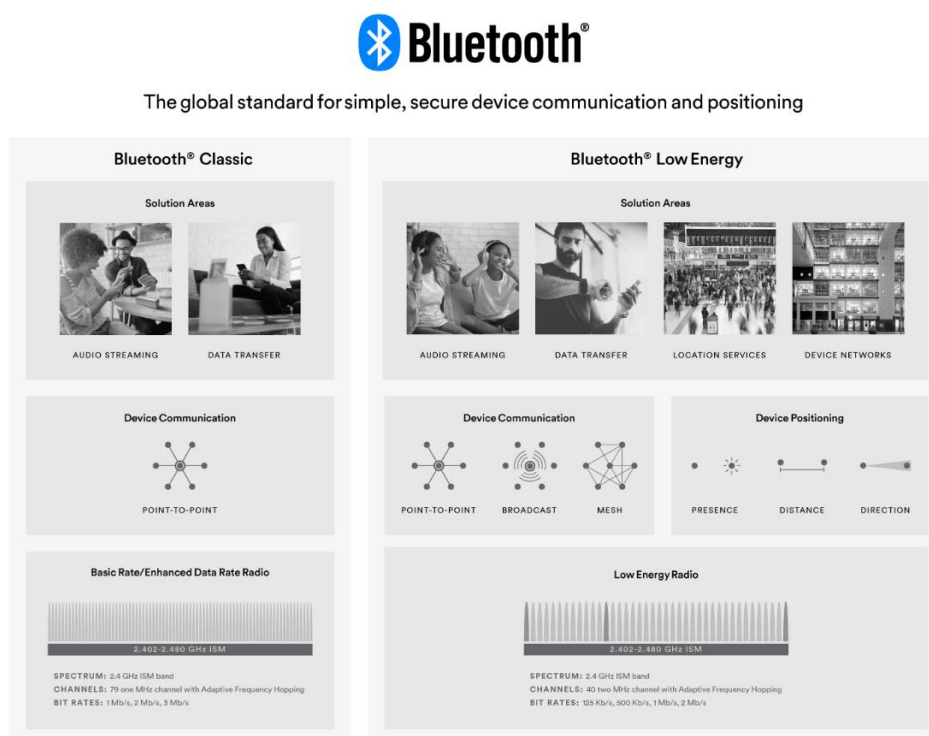 Bluetooth®
The global standard for simple, secure device communication and positioning
Bluetooth® Classic
Solution Areas
AUDIO STREAMING
DATA TRANSFER
Device Communication
POINT-TO-POINT
Basic Rate/Enhanced Data Rate Radio
2.402-2.480 GHz ISM
SPECTRUM: 2.4 GHz ISM band
CHANNELS: 79 one MHz channel with Adaptive Frequency Hopping
BIT RATES: 1 Mb/s, 2 Mb/s, 3 Mb/s
Bluetooth® Low Energy
Solution Areas
AUDIO STREAMING
DATA TRANSFER
LOCATION SERVICES
DEVICE NETWORKS
Device Communication
POINT-TO-POINT
BROADCAST
MESH
Device Positioning
PRESENCE
DISTANCE
DIRECTION
Low Energy Radio
2.402-2.480 GHz ISM
SPECTRUM: 2.4 GHz ISM band
CHANNELS: 40 two MHz channel with Adaptive Frequency Hopping
BIT RATES: 125 Kb/s, 500 Kb/s, 1 Mb/s, 2 Mb/s